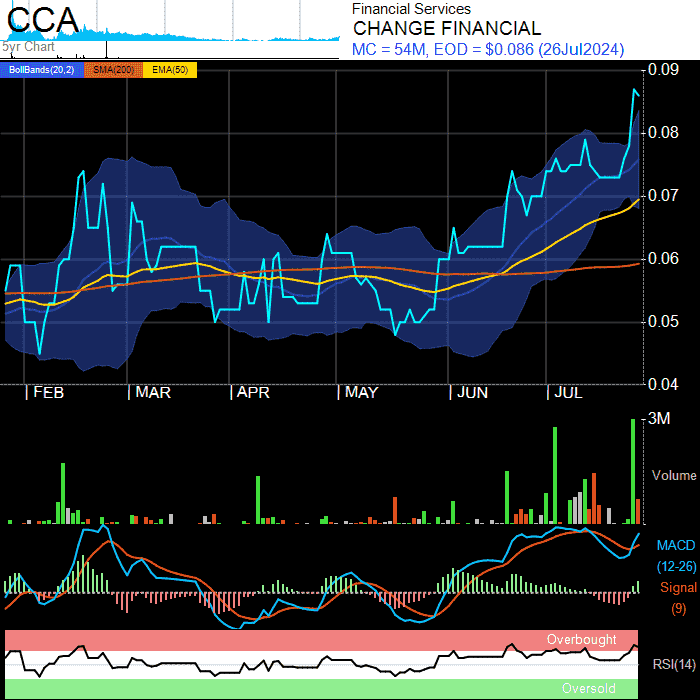 CCA
5yr Chart
Financial Services
CHANGE FINANCIAL
MC = 54M, EOD = $0.086 (26Jul2024)
BollBands(20,2) SMA(200) EMA(50)
0.09
0.08
0.07
0.06
0.05
0.04
FEB MAR APR MAY JUN JUL
3M
Volume
MACD
(12-26)
Signal
(9)
Overbought
RSI(14)
Oversold